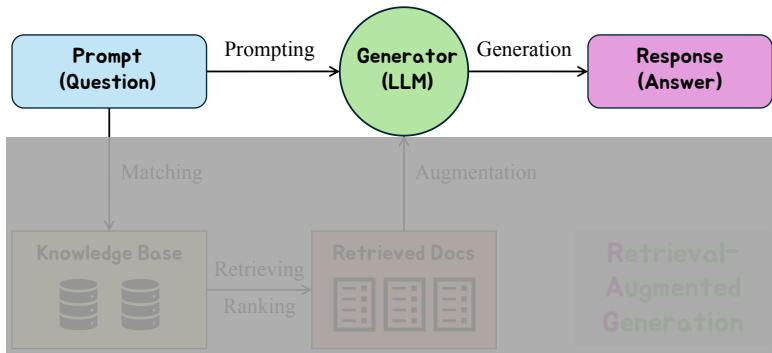 Prompt
(Question)
Prompting
Generator
(LLM)
Generation
Response
(Answer)
Matching
Augmentation
Knowledge Base
Retrieving
Ranking
Retrieved Docs
Retrieval-
Augmented
Generation